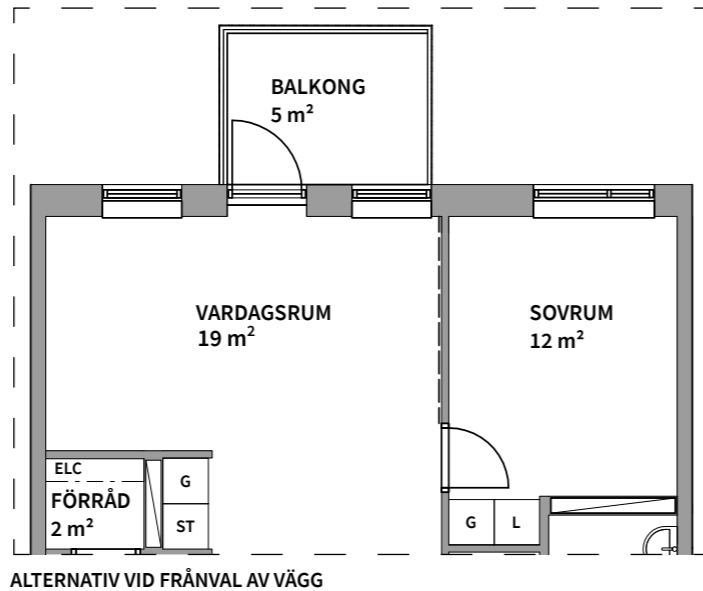 BALKONG
5 m²
VARDAGSRUM
19 m²
SOVRUM
12 m²
ELC
FÖRRÅD
2 m²
G
ST
G L
ALTERNATIV VID FRÅNVAL AV VÄGG